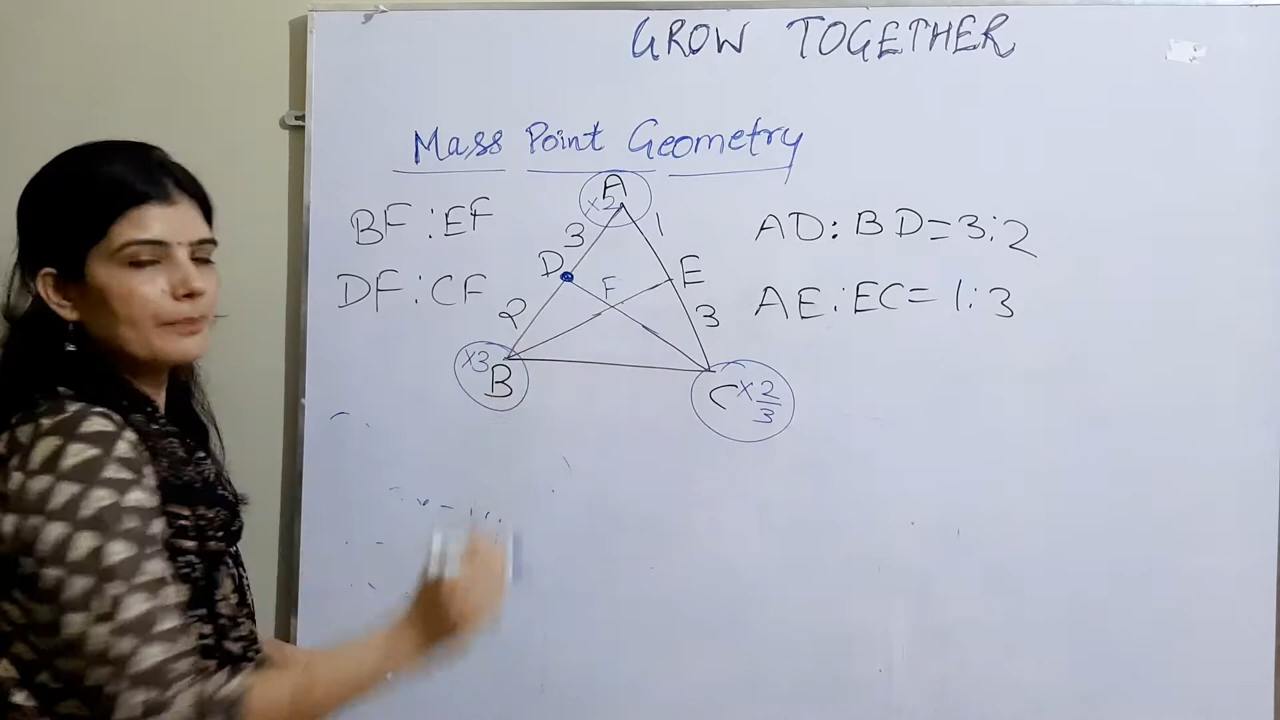 GROW TOGETHER
Mass Point Geometry
A
×2
BF : EF
3
1
AD : BD = 3 : 2
D
E
DF : CF
F
2
3
AE : EC = 1 : 3
×3
B
C × 2/3